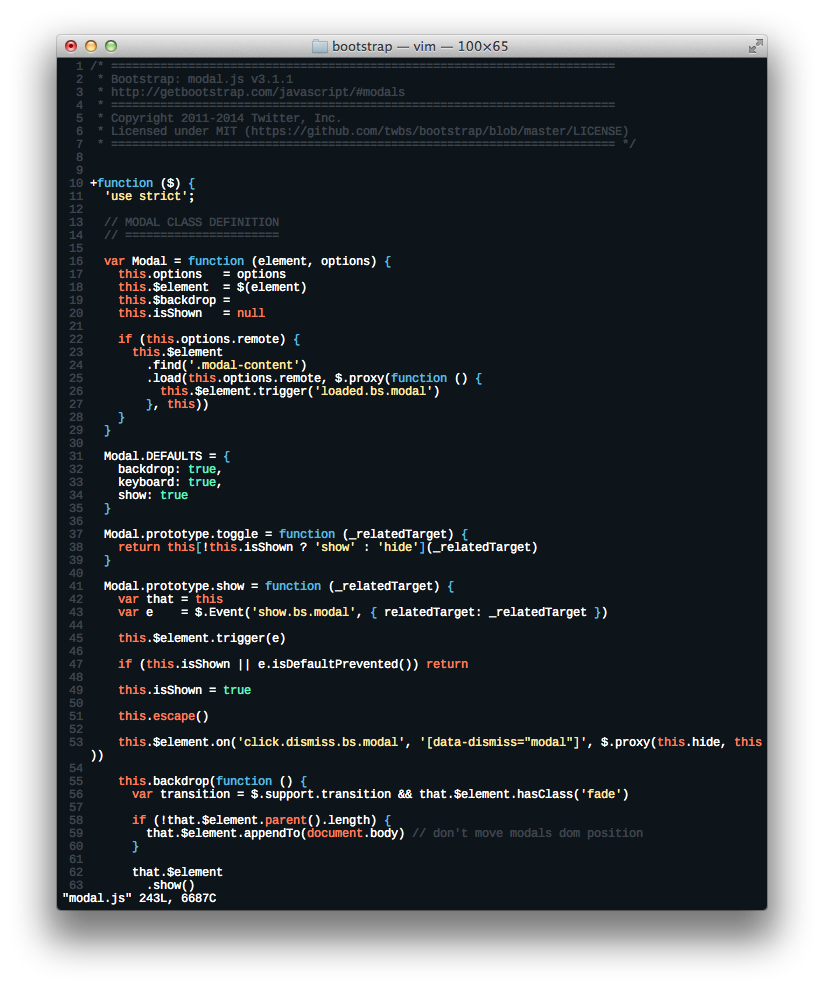 bootstrap — vim — 100×65
1 /* ========================================================================
2  * Bootstrap: modal.js v3.1.1
3  * http://getbootstrap.com/javascript/#modals
4  * ========================================================================
5  * Copyright 2011-2014 Twitter, Inc.
6  * Licensed under MIT (https://github.com/twbs/bootstrap/blob/master/LICENSE)
7  * ======================================================================== */
8
9
10 +function ($) {
11   'use strict';
12
13   // MODAL CLASS DEFINITION
14   // ======================
15
16   var Modal = function (element, options) {
17     this.options   = options
18     this.$element  = $(element)
19     this.$backdrop =
20     this.isShown   = null
21
22     if (this.options.remote) {
23       this.$element
24         .find('.modal-content')
25         .load(this.options.remote, $.proxy(function () {
26           this.$element.trigger('loaded.bs.modal')
27         }, this))
28     }
29   }
30
31   Modal.DEFAULTS = {
32     backdrop: true,
33     keyboard: true,
34     show: true
35   }
36
37   Modal.prototype.toggle = function (_relatedTarget) {
38     return this[!this.isShown ? 'show' : 'hide'](_relatedTarget)
39   }
40
41   Modal.prototype.show = function (_relatedTarget) {
42     var that = this
43     var e    = $.Event('show.bs.modal', { relatedTarget: _relatedTarget })
44
45     this.$element.trigger(e)
46
47     if (this.isShown || e.isDefaultPrevented()) return
48
49     this.isShown = true
50
51     this.escape()
52
53     this.$element.on('click.dismiss.bs.modal', '[data-dismiss="modal"]', $.proxy(this.hide, this
))
54
55     this.backdrop(function () {
56       var transition = $.support.transition && that.$element.hasClass('fade')
57
58       if (!that.$element.parent().length) {
59         that.$element.appendTo(document.body) // don't move modals dom position
60       }
61
62       that.$element
63         .show()
"modal.js" 243L, 6687C